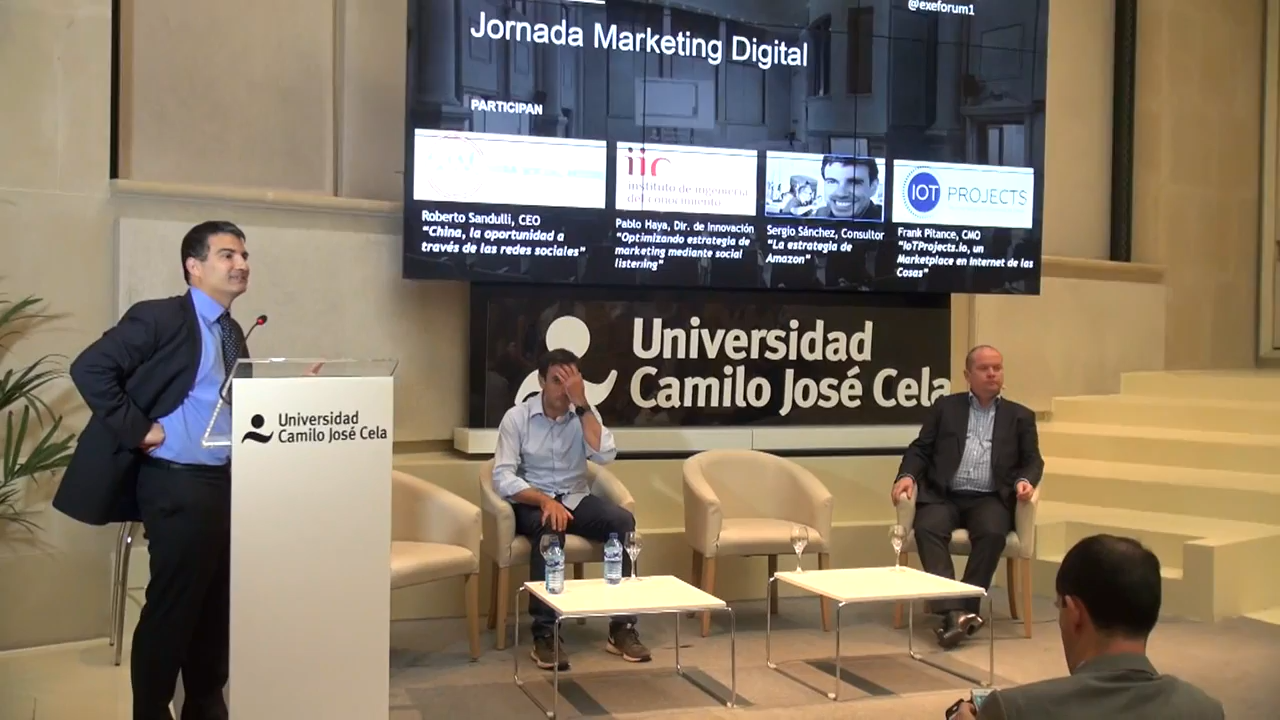 @exeforum1
Jornada Marketing Digital
PARTICIPAN
iic
instituto de ingeniería
del conocimiento
IOT PROJECTS
Roberto Sandulli, CEO
"China, la oportunidad a
través de las redes sociales"
Pablo Haya, Dir. de Innovación
"Optimizando estrategia de
marketing mediante social
listening"
Sergio Sánchez, Consultor
"La estrategia de
Amazon"
Frank Pitance, CMO
"IoTProjects.io, un
Marketplace en Internet de las
Cosas"
Universidad
Camilo José Cela
Universidad
Camilo José Cela